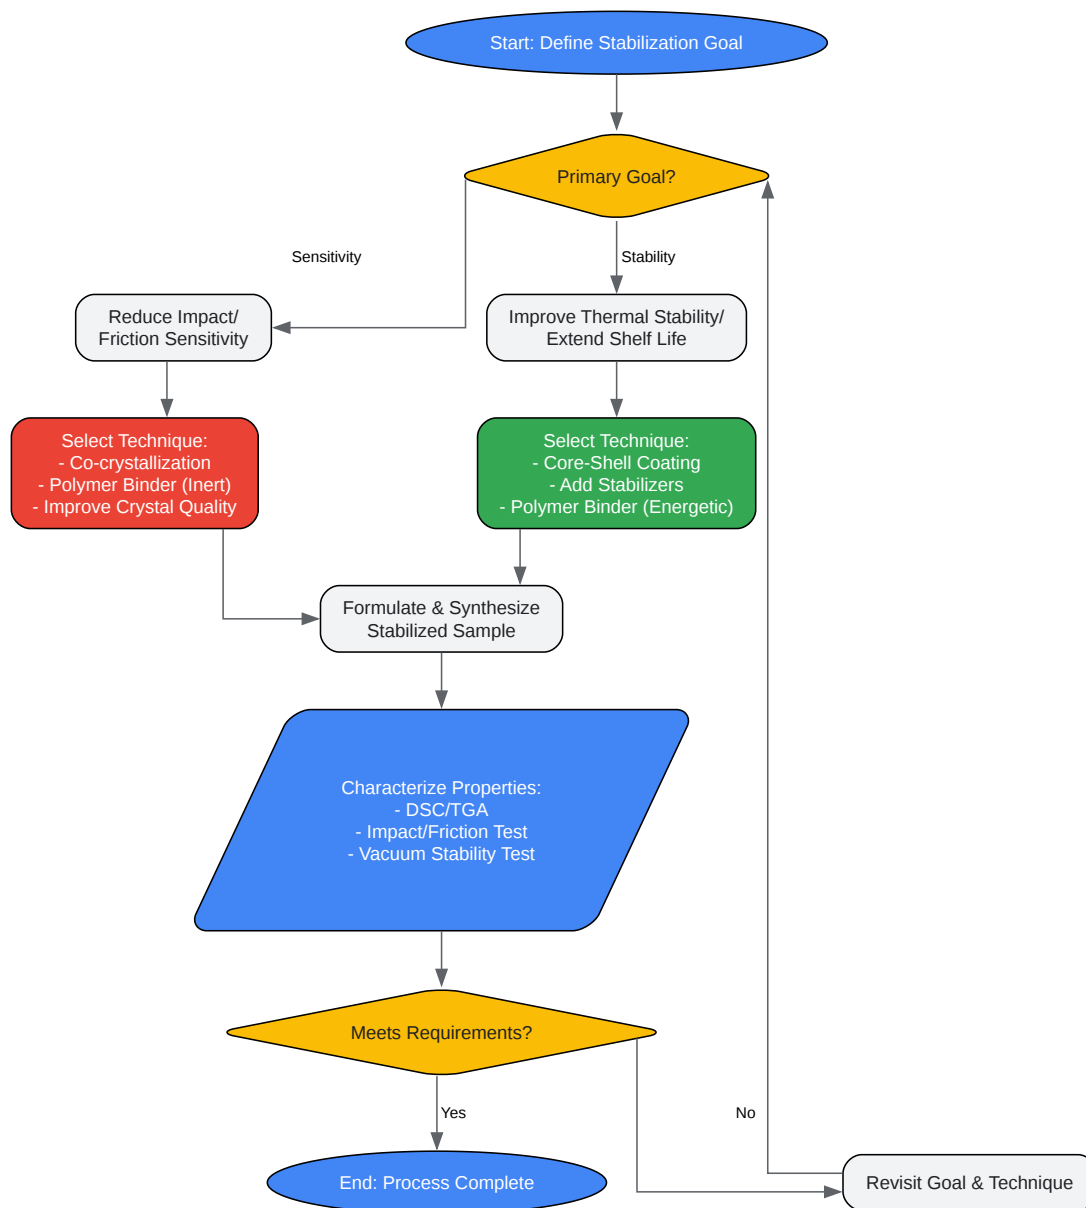 Start: Define Stabilization Goal
Primary Goal?
Sensitivity
Stability
Reduce Impact/
Friction Sensitivity
Improve Thermal Stability/
Extend Shelf Life
Select Technique:
- Co-crystallization
- Polymer Binder (Inert)
- Improve Crystal Quality
Select Technique:
- Core-Shell Coating
- Add Stabilizers
- Polymer Binder (Energetic)
Formulate & Synthesize
Stabilized Sample
Characterize Properties:
- DSC/TGA
- Impact/Friction Test
- Vacuum Stability Test
Meets Requirements?
Yes
No
End: Process Complete
Revisit Goal & Technique